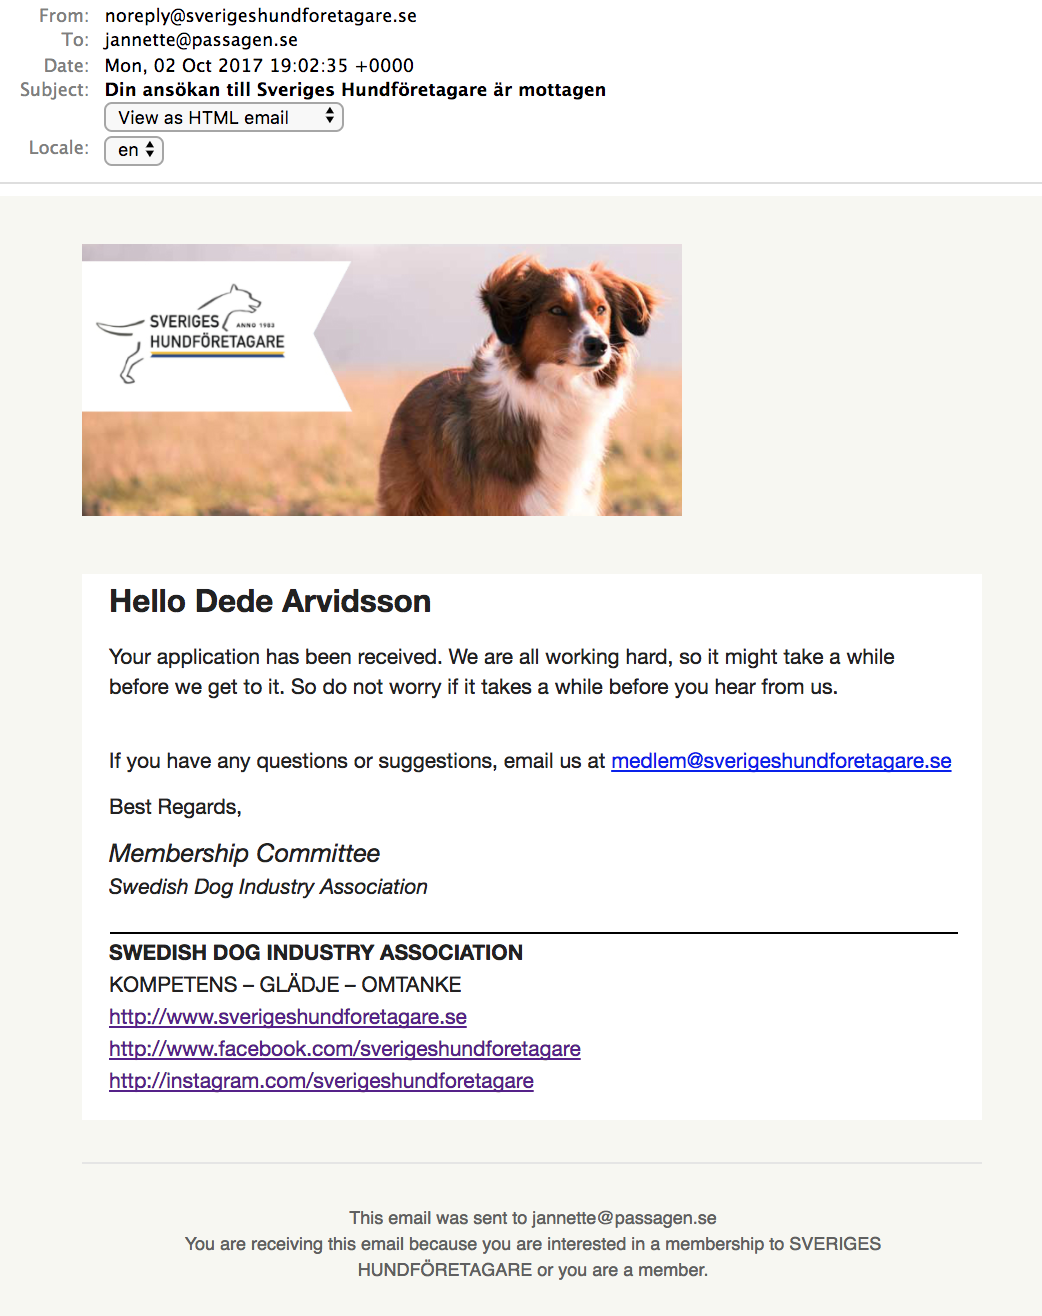 From: noreply@sverigeshundforetagare.se
To: jannette@passagen.se
Date: Mon, 02 Oct 2017 19:02:35 +0000
Subject: Din ansökan till Sveriges Hundföretagare är mottagen
View as HTML email
Locale: en
SVERIGES ANNO 1983
HUNDFÖRETAGARE
Hello Dede Arvidsson
Your application has been received. We are all working hard, so it might take a while
before we get to it. So do not worry if it takes a while before you hear from us.
If you have any questions or suggestions, email us at medlem@sverigeshundforetagare.se
Best Regards,
Membership Committee
Swedish Dog Industry Association
SWEDISH DOG INDUSTRY ASSOCIATION
KOMPETENS – GLÄDJE – OMTANKE
http://www.sverigeshundforetagare.se
http://www.facebook.com/sverigeshundforetagare
http://instagram.com/sverigeshundforetagare
This email was sent to jannette@passagen.se
You are receiving this email because you are interested in a membership to SVERIGES
HUNDFÖRETAGARE or you are a member.